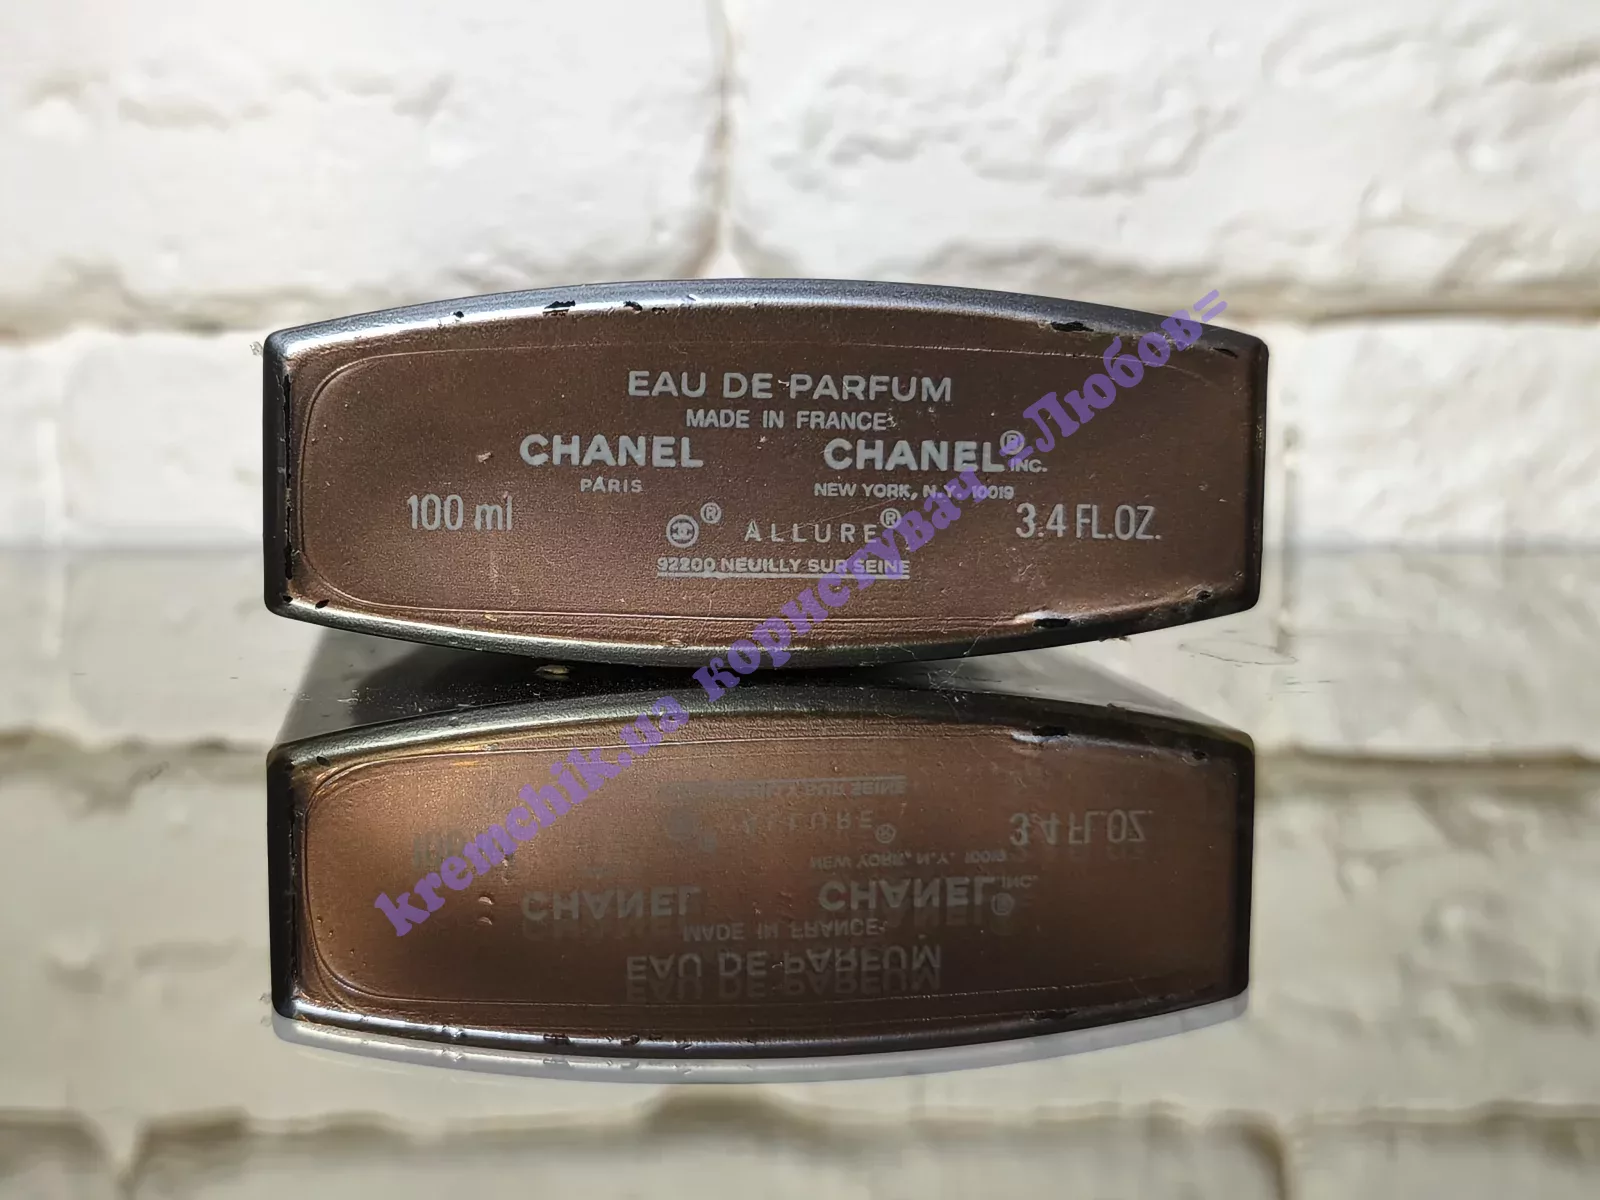 EAU DE PARFUM
MADE IN FRANCE
CHANEL CHANEL® INC.
PARIS NEW YORK, N.Y. 10019
100 ml ® ALLURE® 3.4 FL.OZ.
92200 NEUILLY SUR SEINE
kremchik.ua користувач =Любов=